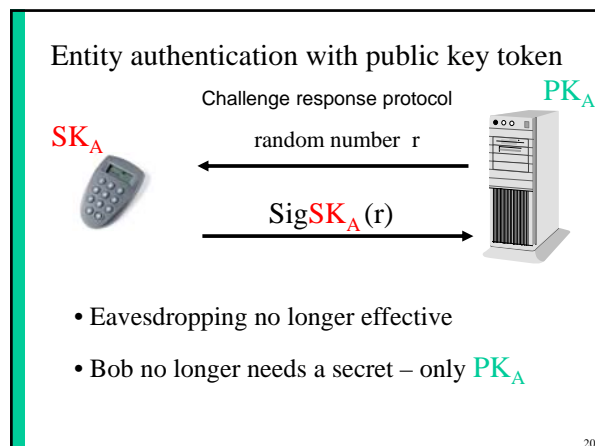 Entity authentication with public key token
Challenge response protocol
PKA
SKA
random number r
SigSKA (r)
• Eavesdropping no longer effective
• Bob no longer needs a secret – only PKA
20